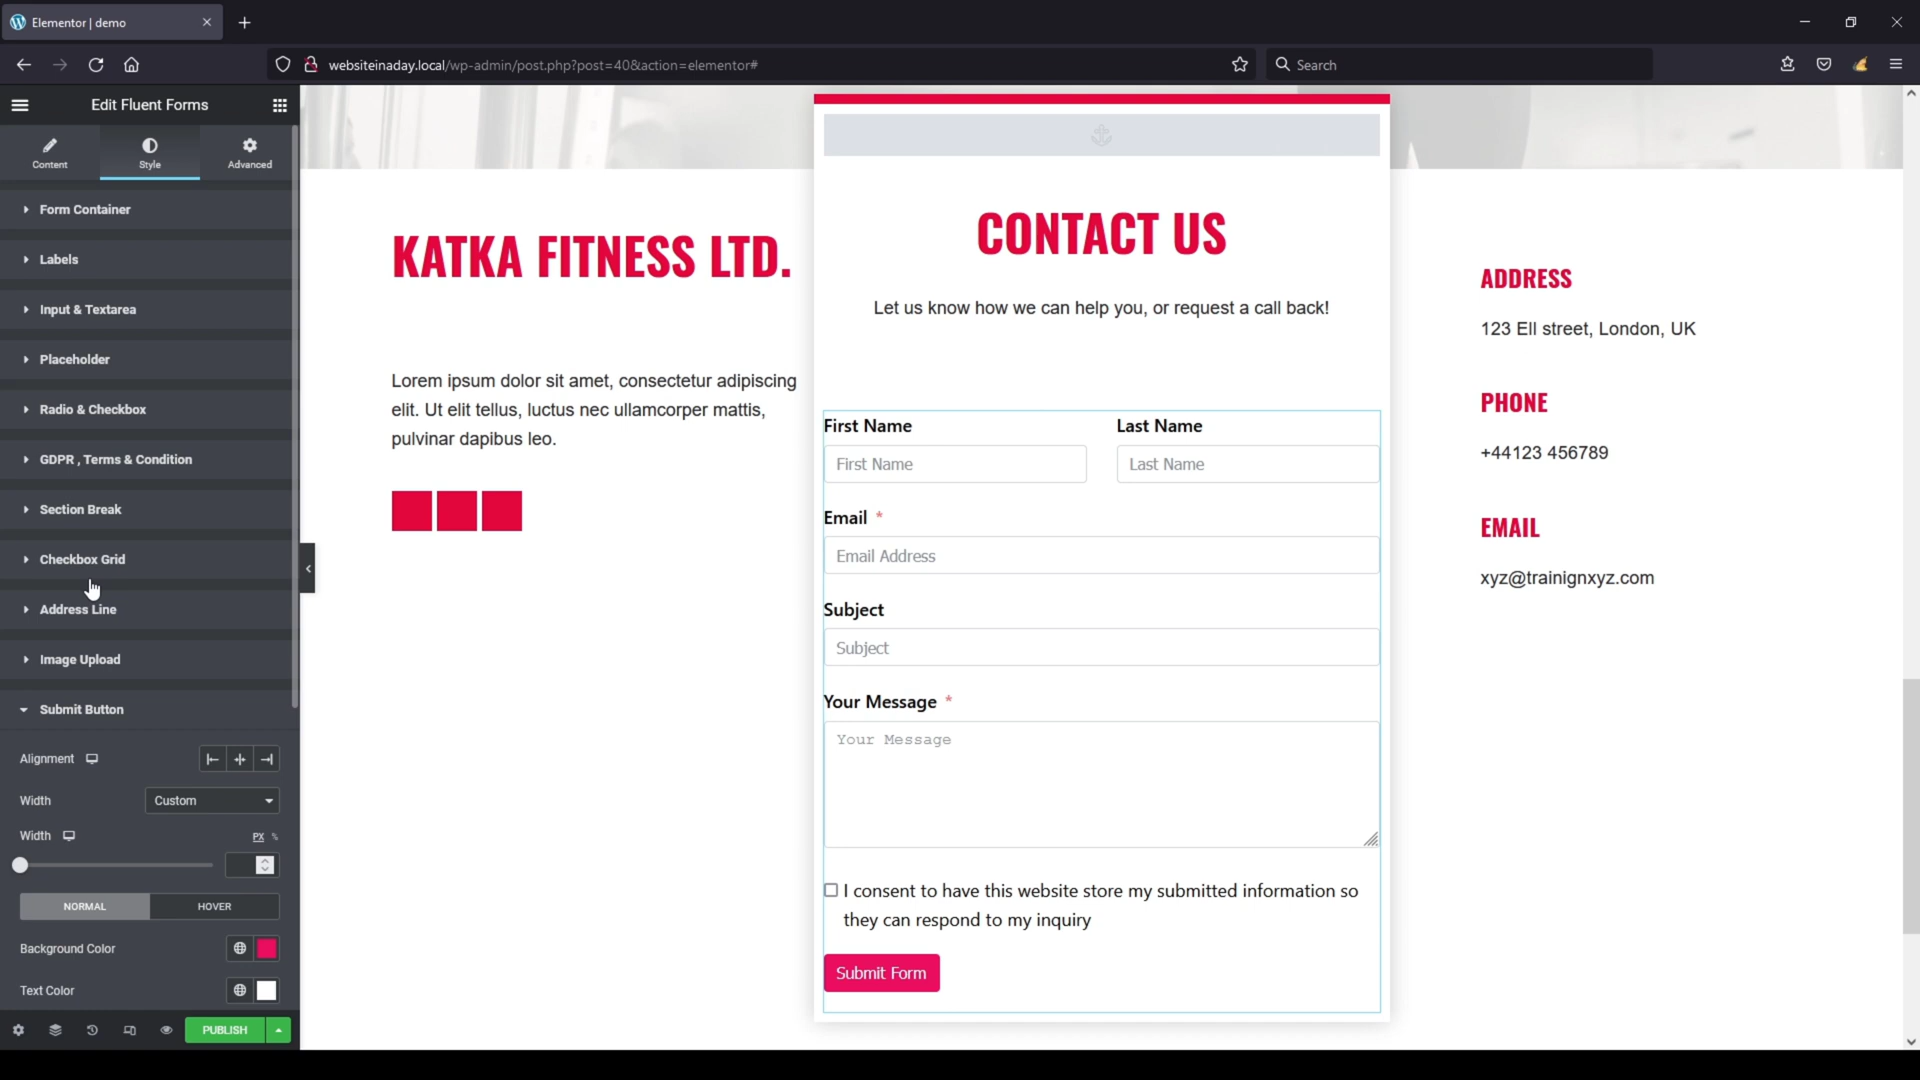 Elementor | demo
websiteinaday.local/wp-admin/post.php?post=40&action=elementor#
Search
Edit Fluent Forms
Content
Style
Advanced
Form Container
Labels
Input & Textarea
Placeholder
Radio & Checkbox
GDPR , Terms & Condition
Section Break
Checkbox Grid
Address Line
Image Upload
Submit Button
Alignment
Width
Custom
Width
PX %
NORMAL
HOVER
Background Color
Text Color
PUBLISH
KATKA FITNESS LTD.
Lorem ipsum dolor sit amet, consectetur adipiscing
elit. Ut elit tellus, luctus nec ullamcorper mattis,
pulvinar dapibus leo.
CONTACT US
Let us know how we can help you, or request a call back!
First Name
Last Name
First Name
Last Name
Email *
Email Address
Subject
Subject
Your Message *
Your Message
I consent to have this website store my submitted information so
they can respond to my inquiry
Submit Form
ADDRESS
123 Ell street, London, UK
PHONE
+44123 456789
EMAIL
xyz@trainignxyz.com